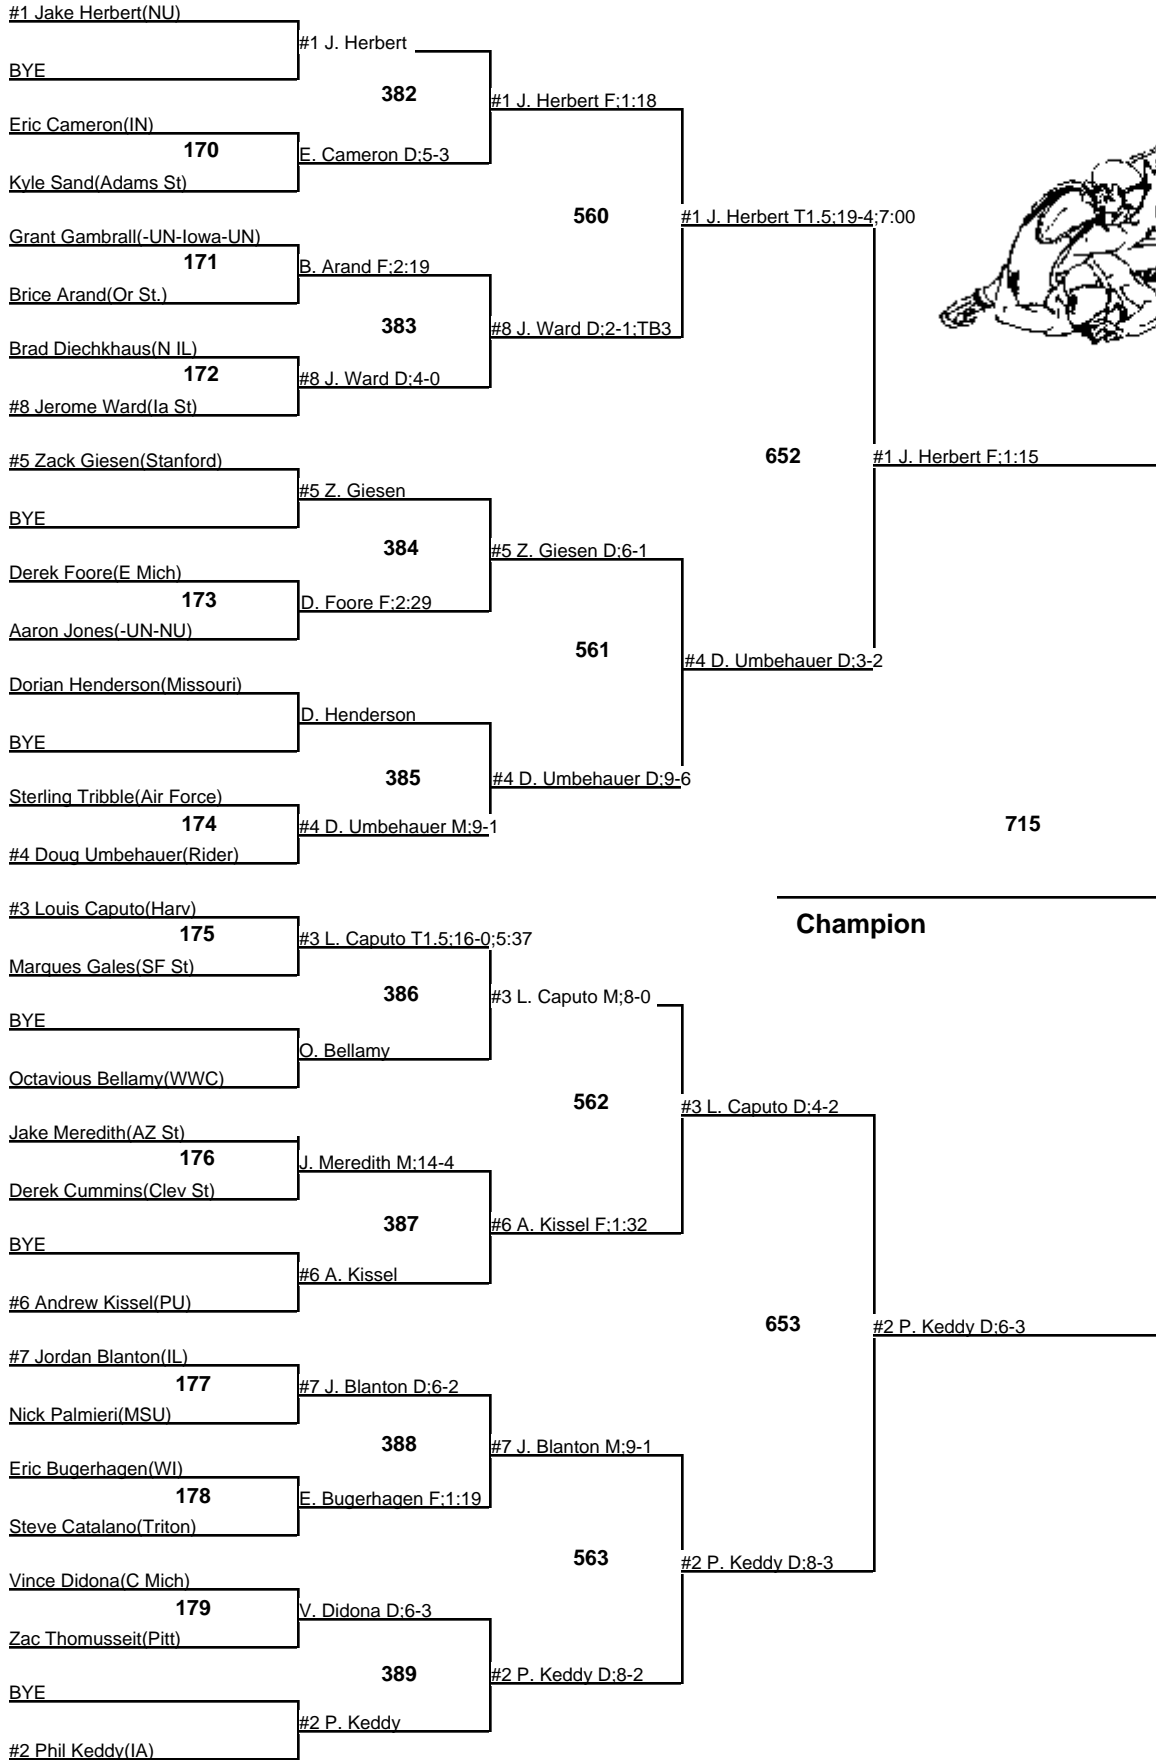 #1 Jake Herbert(NU)
#1 J. Herbert
BYE
382
#1 J. Herbert F;1:18
Eric Cameron(IN)
170
E. Cameron D;5-3
Kyle Sand(Adams St)
560
#1 J. Herbert T1.5;19-4;7:00
Grant Gambrall(-UN-Iowa-UN)
171
B. Arand F;2:19
Brice Arand(Or St.)
383
#8 J. Ward D;2-1;TB3
Brad Diechkhaus(N IL)
172
#8 J. Ward D;4-0
#8 Jerome Ward(Ia St)
652
#1 J. Herbert F;1:15
#5 Zack Giesen(Stanford)
#5 Z. Giesen
BYE
384
#5 Z. Giesen D;6-1
Derek Foore(E Mich)
173
D. Foore F;2:29
Aaron Jones(-UN-NU)
561
#4 D. Umbehauer D;3-2
Dorian Henderson(Missouri)
D. Henderson
BYE
385
#4 D. Umbehauer D;9-6
Sterling Tribble(Air Force)
174
#4 D. Umbehauer M;9-1
715
#4 Doug Umbehauer(Rider)
#3 Louis Caputo(Harv)
Champion
175
#3 L. Caputo T1.5;16-0;5:37
Marques Gales(SF St)
386
#3 L. Caputo M;8-0
BYE
O. Bellamy
Octavious Bellamy(WWC)
562
#3 L. Caputo D;4-2
Jake Meredith(AZ St)
176
J. Meredith M;14-4
Derek Cummins(Clev St)
387
#6 A. Kissel F;1:32
BYE
#6 A. Kissel
#6 Andrew Kissel(PU)
653
#2 P. Keddy D;6-3
#7 Jordan Blanton(IL)
177
#7 J. Blanton D;6-2
Nick Palmieri(MSU)
388
#7 J. Blanton M;9-1
Eric Bugerhagen(WI)
178
E. Bugerhagen F;1:19
Steve Catalano(Triton)
563
#2 P. Keddy D;8-3
Vince Didona(C Mich)
179
V. Didona D;6-3
Zac Thomusseit(Pitt)
389
#2 P. Keddy D;8-2
BYE
#2 P. Keddy
#2 Phil Keddy(IA)